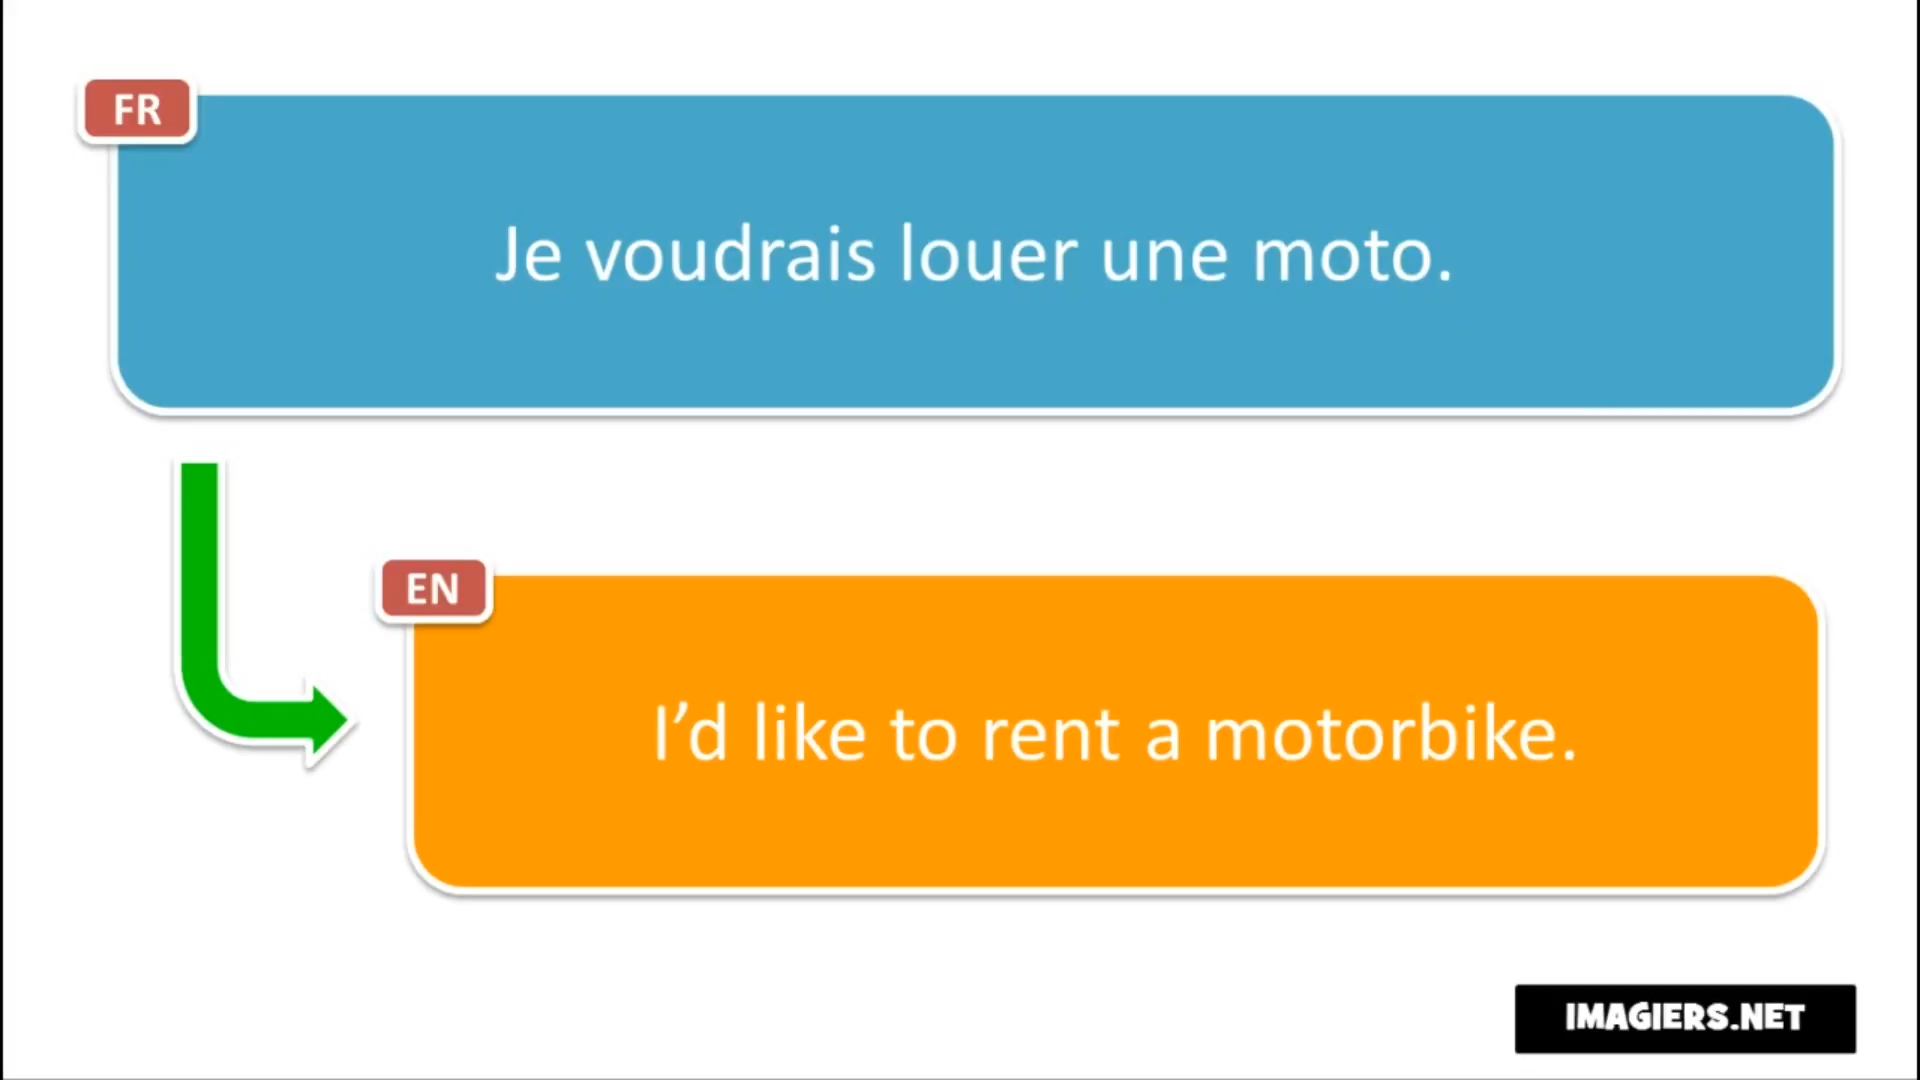 FR
Je voudrais louer une moto.
EN
I’d like to rent a motorbike.
IMAGIERS.NET